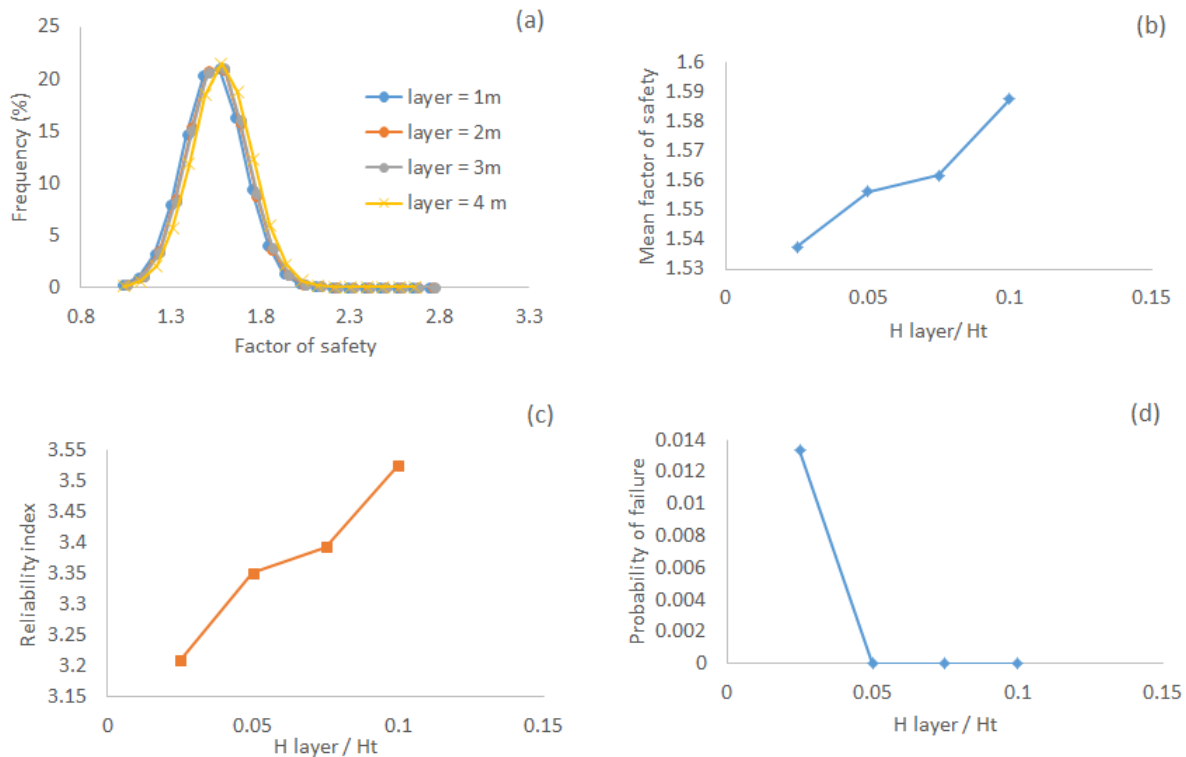 (a)
Frequency (%)
25
20
15
10
5
0
0.8 1.3 1.8 2.3 2.8 3.3
Factor of safety
layer = 1m
layer = 2m
layer = 3m
layer = 4 m
(b)
Mean factor of safety
1.6
1.59
1.58
1.57
1.56
1.55
1.54
1.53
0 0.05 0.1 0.15
H layer/ Ht
(c)
Reliability index
3.55
3.5
3.45
3.4
3.35
3.3
3.25
3.2
3.15
0 0.05 0.1 0.15
H layer / Ht
(d)
Probability of failure
0.014
0.012
0.01
0.008
0.006
0.004
0.002
0
0 0.05 0.1 0.15
H layer / Ht